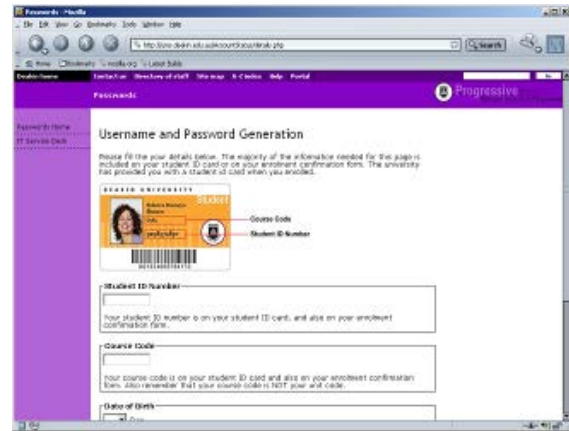 Passwords - Mozilla
File Edit View Go Bookmarks Tools Window Help
Search
Home Bookmarks
Deakin home Contact us Directory of staff Site map A-Z index Help Portal
Passwords
Progressive
Passwords Home
IT Service Desk
Username and Password Generation
Please fill the your details below. The majority of the information needed for this page is
included on your student ID card or on your enrolment confirmation form. The university
has provided you with a student id card when you enrolled.
DEAKIN UNIVERSITY
Student
Course Code
Student ID Number
Student ID Number
Your student ID number is on your student ID card, and also on your enrolment
confirmation form.
Course Code
Your course code is on your student ID card and also on your enrolment confirmation
form. Also remember that your course code is NOT your unit code.
Date of Birth